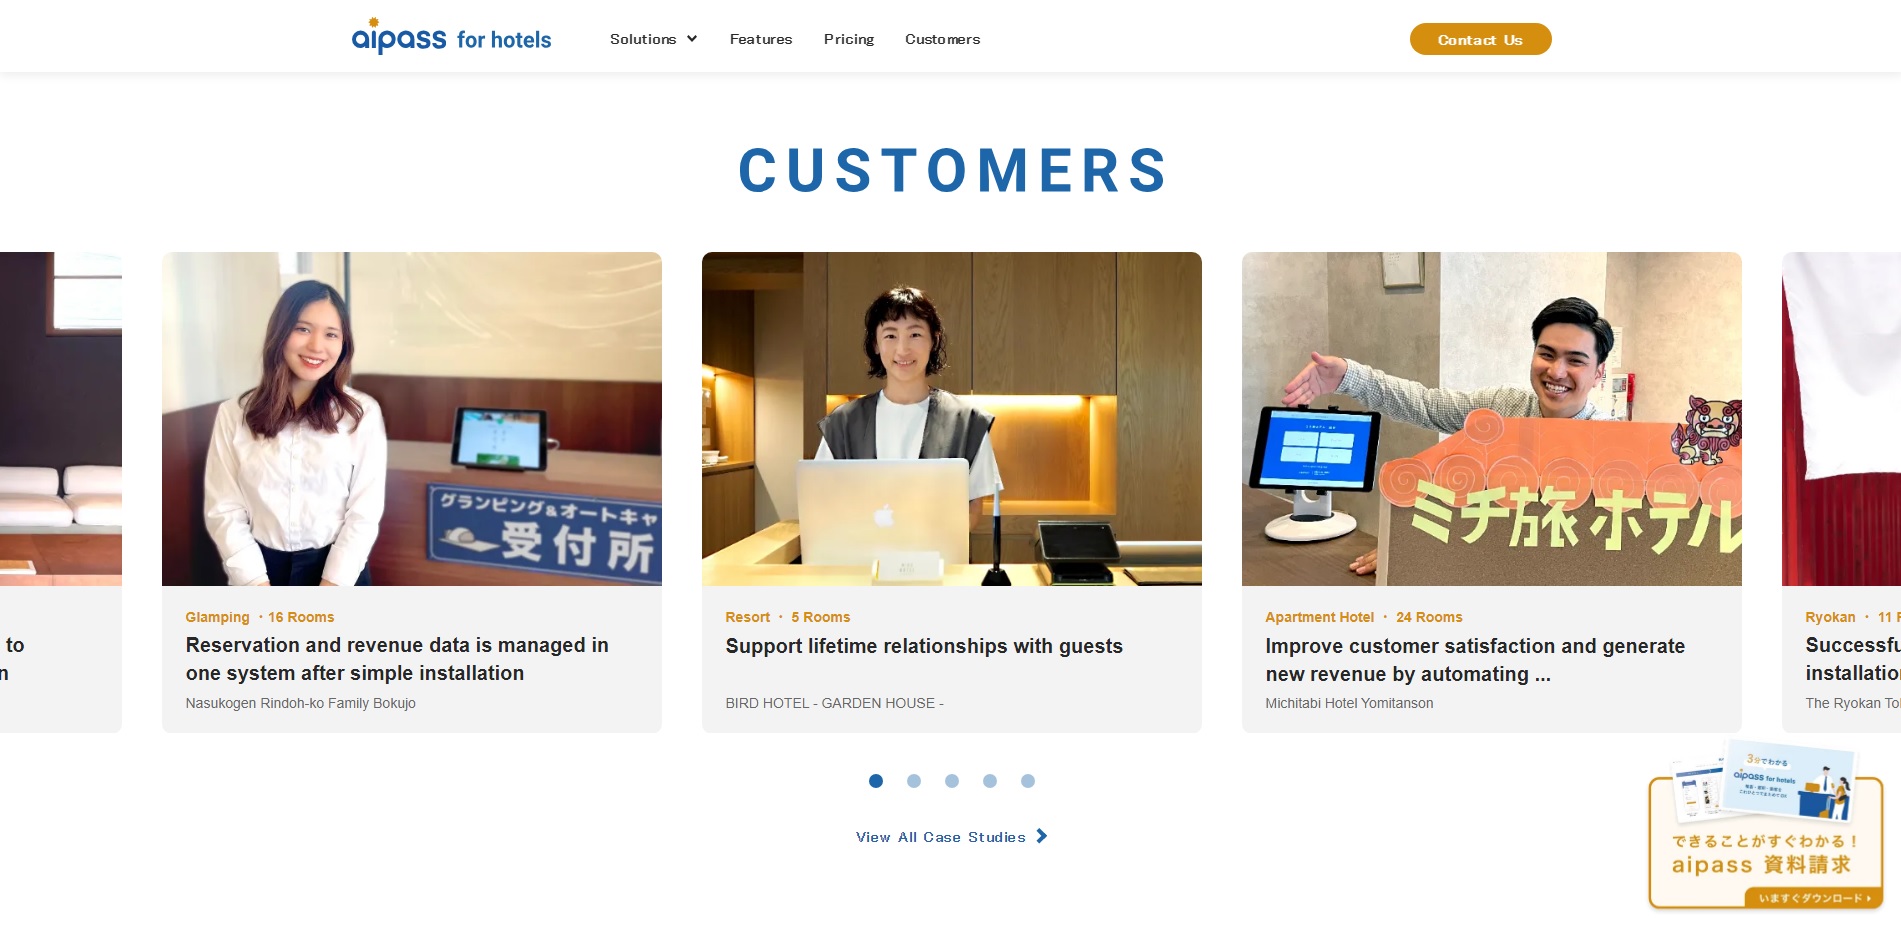 aipass for hotels
Solutions
Features
Pricing
Customers
Contact Us
CUSTOMERS
グランピング&オートキャ
受付所
ミチ旅ホテル
to
n
Glamping ・16 Rooms
Reservation and revenue data is managed in
one system after simple installation
Nasukogen Rindoh-ko Family Bokujo
Resort ・ 5 Rooms
Support lifetime relationships with guests
BIRD HOTEL - GARDEN HOUSE -
Apartment Hotel ・ 24 Rooms
Improve customer satisfaction and generate
new revenue by automating ...
Michitabi Hotel Yomitanson
Ryokan ・ 11 R
Successfu
installatio
The Ryokan Tol
View All Case Studies
3分でわかる
aipass for hotels
できることがすぐわかる！
aipass 資料請求
いますぐダウンロード